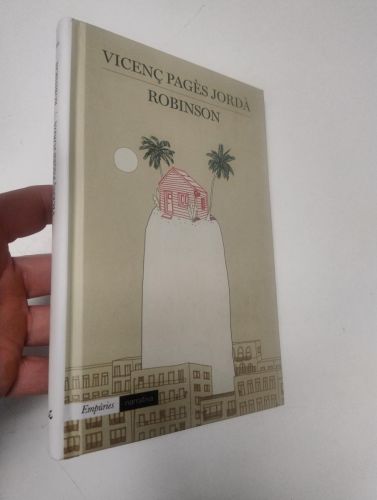 VICENÇ PAGÈS JORDÀ
ROBINSON
Empúries
narrativa